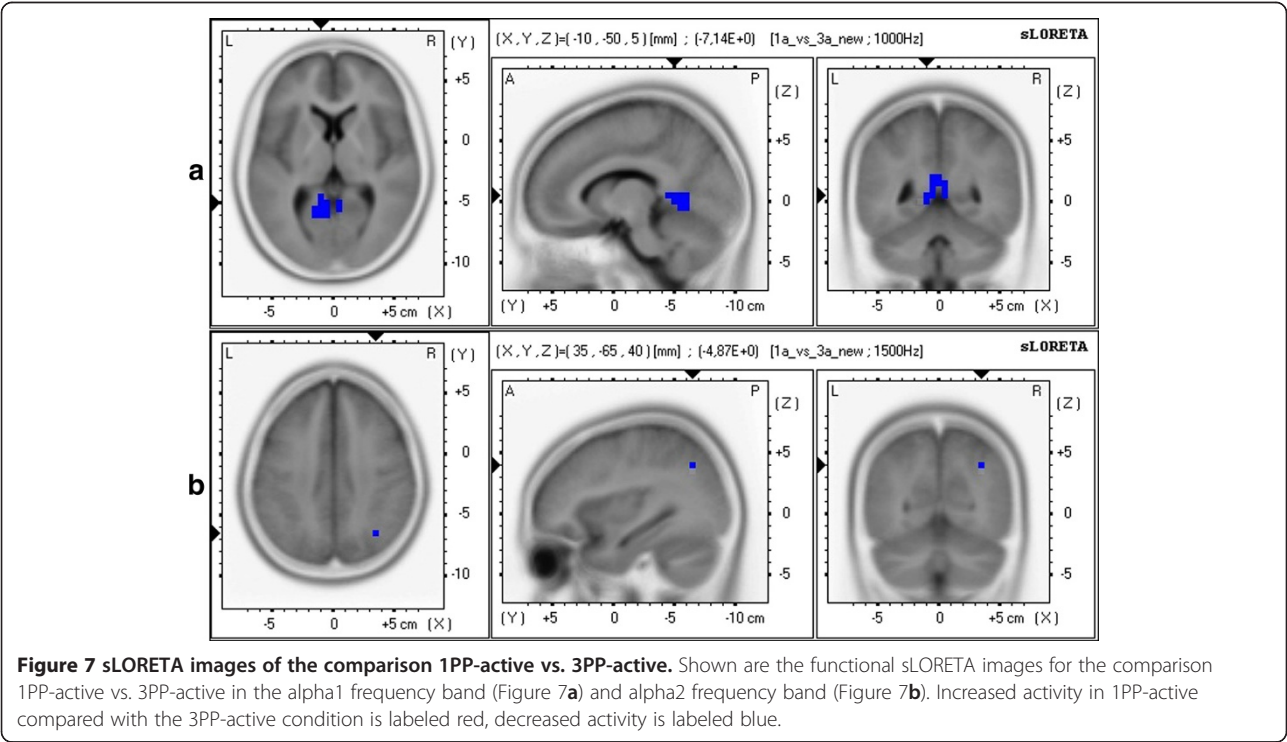 a
(X,Y,Z)=(-10,-50,5)[mm] ; (-7,14E+0) [1a_vs_3a_new ; 1000Hz] sLORETA
L R (Y)
+5
0
-5
-10
-5 0 +5 cm (X)
A P (Z)
+5
0
-5
(Y) +5 0 -5 -10 cm
L R (Z)
+5
0
-5
-5 0 +5 cm (X)
b
(X,Y,Z)=(35,-65,40)[mm] ; (-4,87E+0) [1a_vs_3a_new ; 1500Hz] sLORETA
L R (Y)
+5
0
-5
-10
-5 0 +5 cm (X)
A P (Z)
+5
0
-5
(Y) +5 0 -5 -10 cm
L R (Z)
+5
0
-5
-5 0 +5 cm (X)
Figure 7 sLORETA images of the comparison 1PP-active vs. 3PP-active. Shown are the functional sLORETA images for the comparison
1PP-active vs. 3PP-active in the alpha1 frequency band (Figure 7a) and alpha2 frequency band (Figure 7b). Increased activity in 1PP-active
compared with the 3PP-active condition is labeled red, decreased activity is labeled blue.